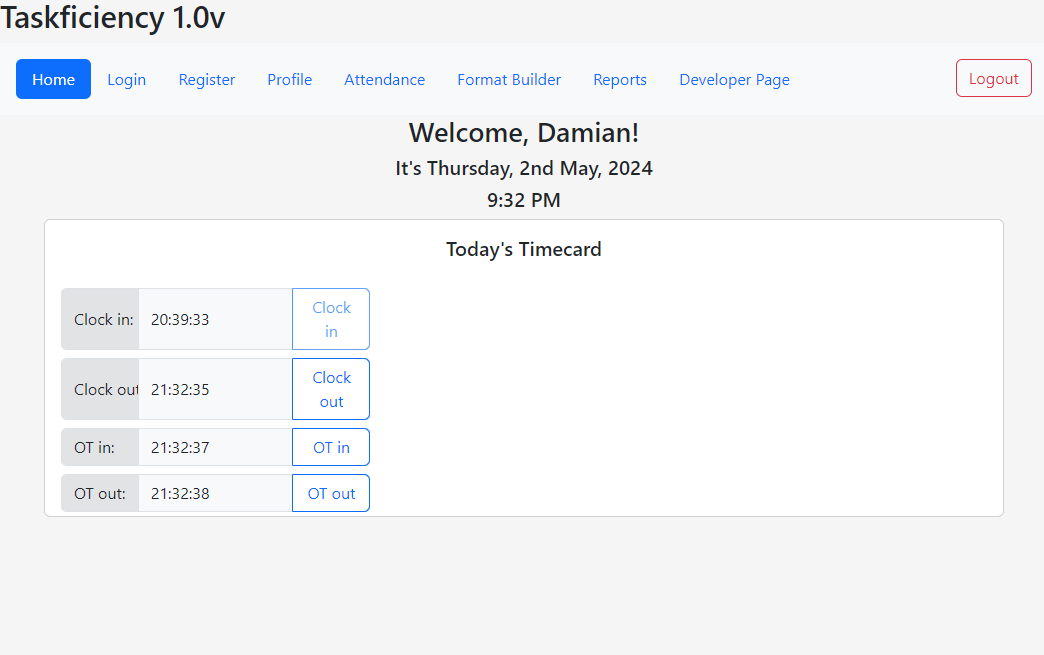 Taskficiency 1.0v
Home Login Register Profile Attendance Format Builder Reports Developer Page Logout
Welcome, Damian!
It's Thursday, 2nd May, 2024
9:32 PM
Today's Timecard
Clock in: 20:39:33 Clock in
Clock out 21:32:35 Clock out
OT in: 21:32:37 OT in
OT out: 21:32:38 OT out